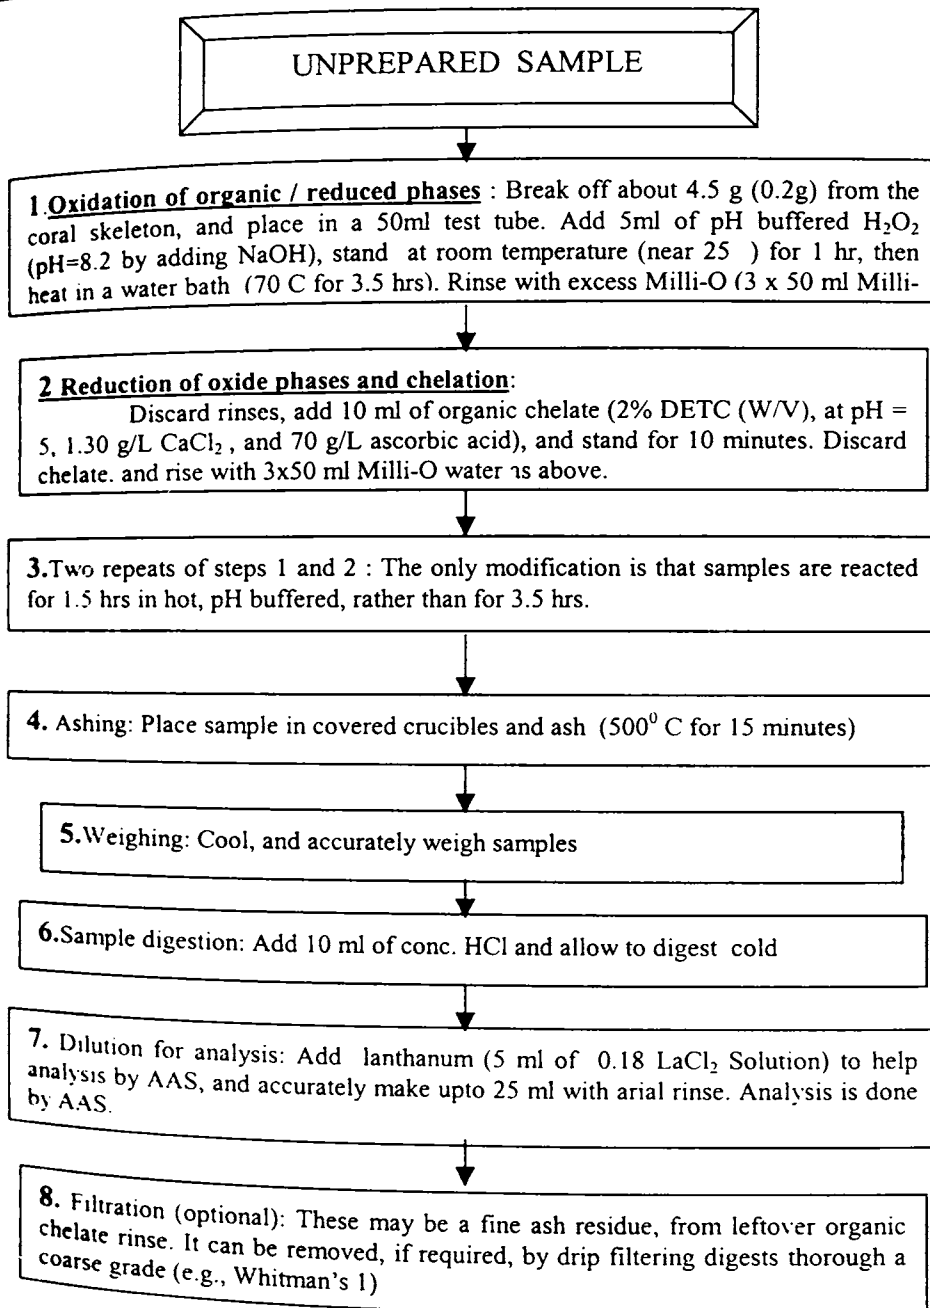 UNPREPARED SAMPLE
1.Oxidation of organic / reduced phases : Break off about 4.5 g (0.2g) from the
coral skeleton, and place in a 50ml test tube. Add 5ml of pH buffered H₂O₂
(pH=8.2 by adding NaOH), stand at room temperature (near 25 ) for 1 hr, then
heat in a water bath (70 C for 3.5 hrs). Rinse with excess Milli-O (3 x 50 ml Milli-
2 Reduction of oxide phases and chelation:
Discard rinses, add 10 ml of organic chelate (2% DETC (W/V), at pH =
5, 1.30 g/L CaCl₂ , and 70 g/L ascorbic acid), and stand for 10 minutes. Discard
chelate. and rise with 3x50 ml Milli-O water as above.
3.Two repeats of steps 1 and 2 : The only modification is that samples are reacted
for 1.5 hrs in hot, pH buffered, rather than for 3.5 hrs.
4. Ashing: Place sample in covered crucibles and ash (500⁰ C for 15 minutes)
5.Weighing: Cool, and accurately weigh samples
6.Sample digestion: Add 10 ml of conc. HCl and allow to digest cold
7. Dilution for analysis: Add lanthanum (5 ml of 0.18 LaCl₂ Solution) to help
analysis by AAS, and accurately make upto 25 ml with arial rinse. Analysis is done
by AAS.
8. Filtration (optional): These may be a fine ash residue, from leftover organic
chelate rinse. It can be removed, if required, by drip filtering digests thorough a
coarse grade (e.g., Whitman's 1)